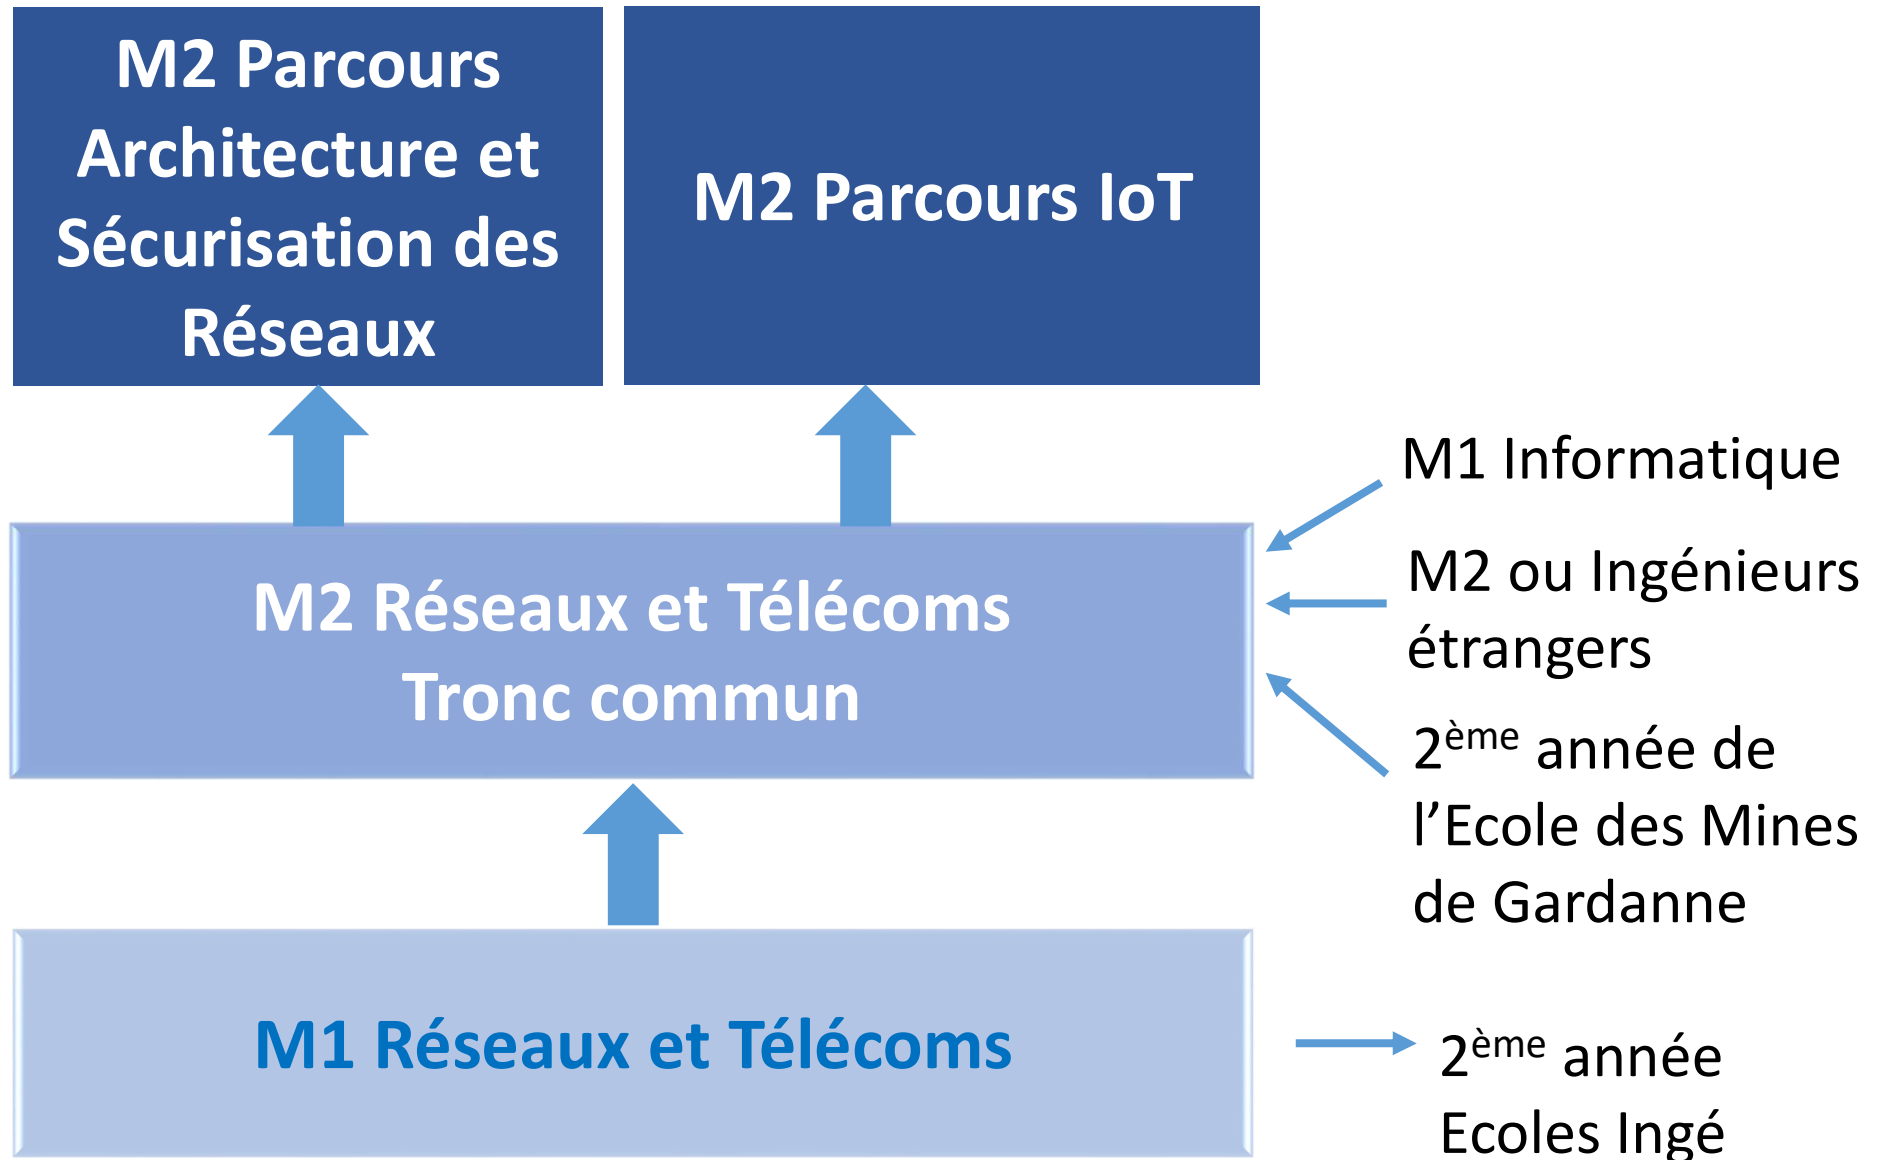 M2 Parcours
Architecture et
Sécurisation des
Réseaux
M2 Parcours IoT
M1 Informatique
M2 ou Ingénieurs
étrangers
2ème année de
l’Ecole des Mines
de Gardanne
M2 Réseaux et Télécoms
Tronc commun
M1 Réseaux et Télécoms
2ème année
Ecoles Ingé